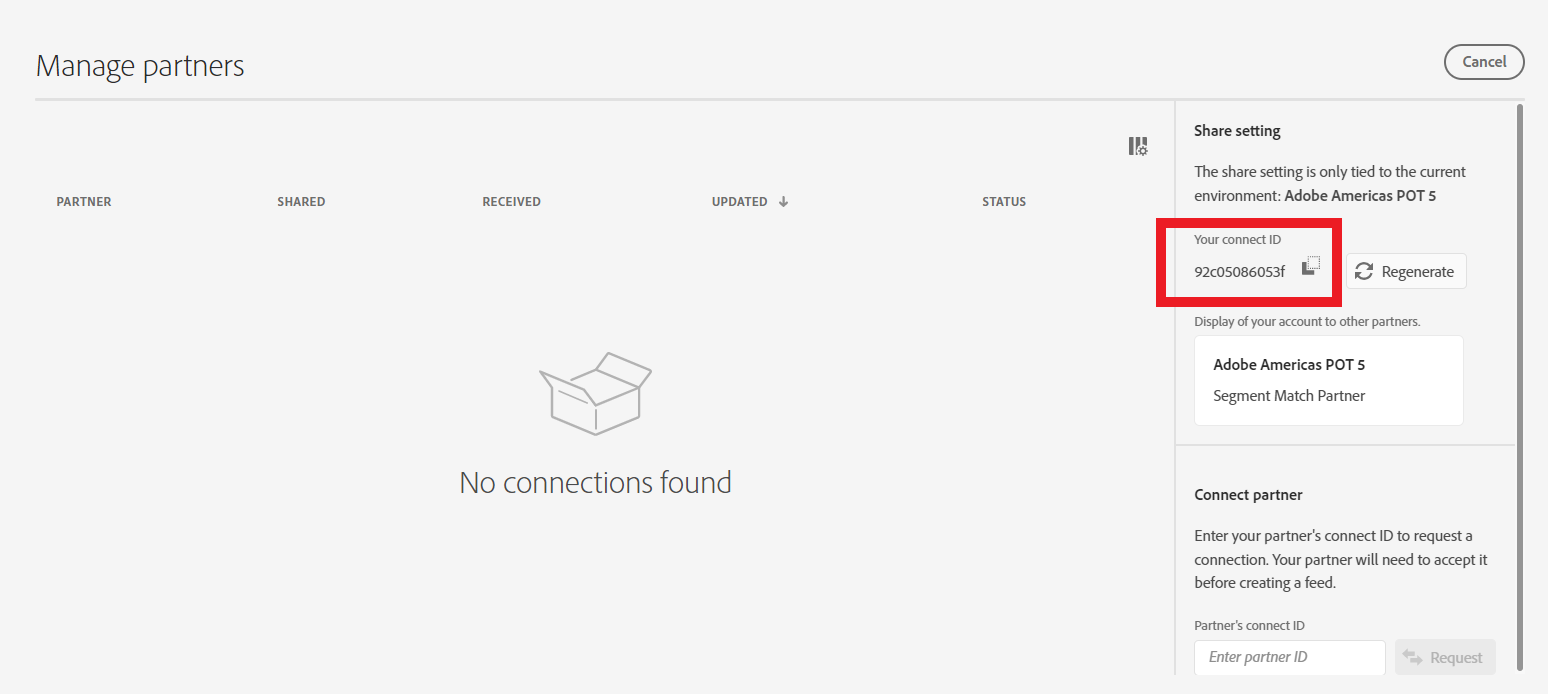 Manage partners
Cancel
PARTNER SHARED RECEIVED UPDATED STATUS
No connections found
Share setting
The share setting is only tied to the current
environment: Adobe Americas POT 5
Your connect ID
92c05086053f
Regenerate
Display of your account to other partners.
Adobe Americas POT 5
Segment Match Partner
Connect partner
Enter your partner's connect ID to request a
connection. Your partner will need to accept it
before creating a feed.
Partner's connect ID
Enter partner ID
Request